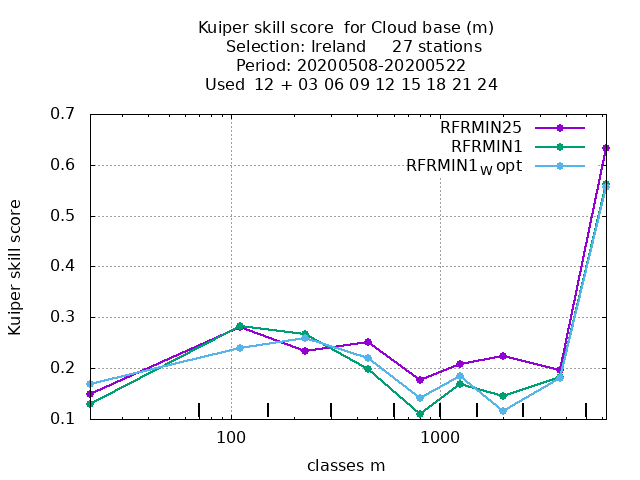 Kuiper skill score  for Cloud base (m)
Selection: Ireland     27 stations
Period: 20200508-20200522
Used  12 + 03 06 09 12 15 18 21 24
RFRMIN25
RFRMIN1
RFRMIN1W opt
0.7
0.6
0.5
0.4
0.3
0.2
0.1
Kuiper skill score
100
1000
classes m